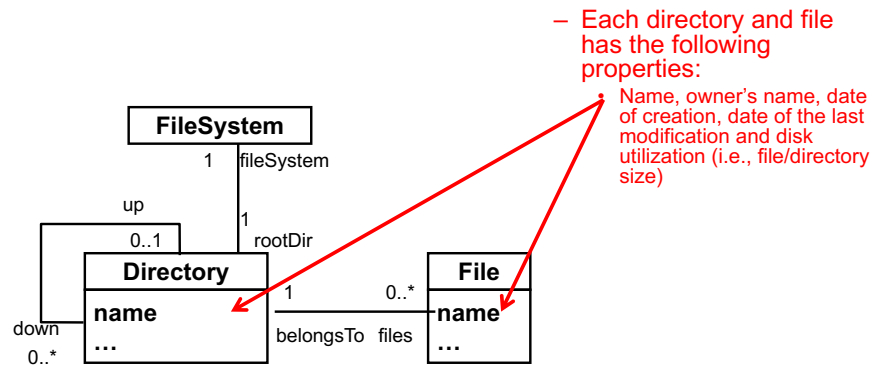 – Each directory and file
has the following
properties:
• Name, owner’s name, date
of creation, date of the last
modification and disk
utilization (i.e., file/directory
size)
FileSystem
1 fileSystem
up
1
0..1 rootDir
Directory
File
1 0..*
name
name
down
belongsTo files
...
...
0..*